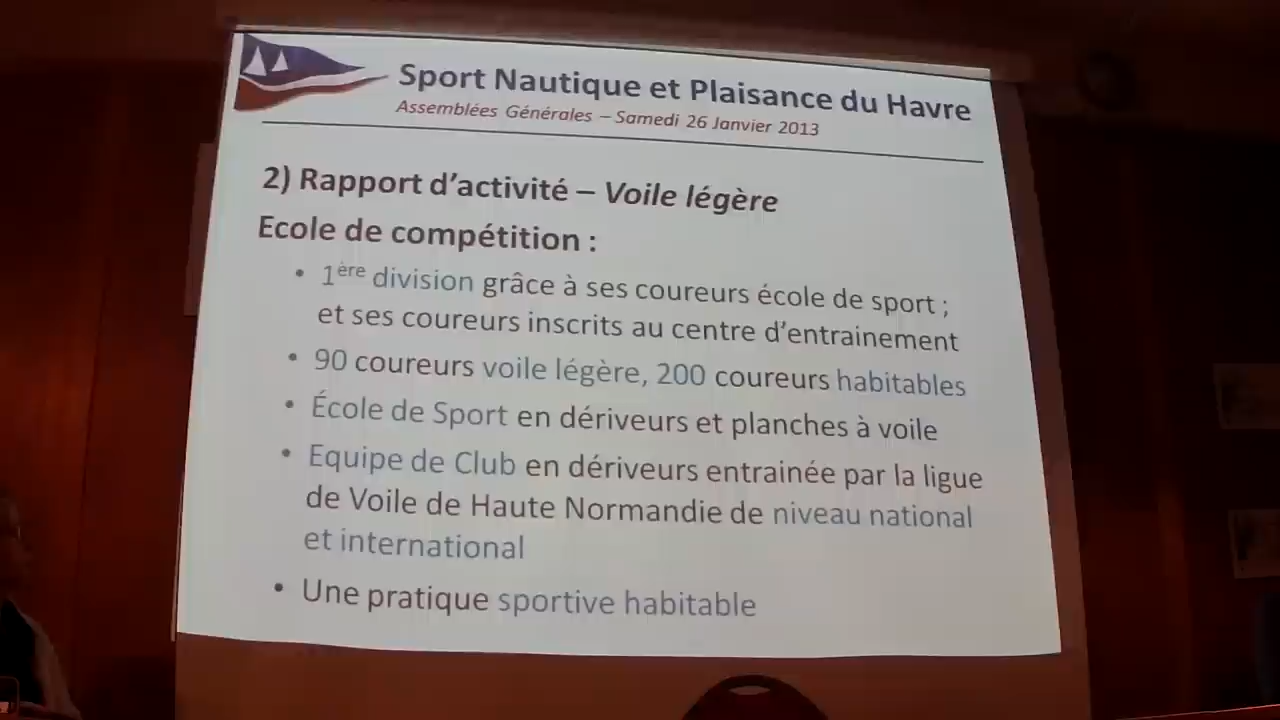 Sport Nautique et Plaisance du Havre
Assemblées Générales – Samedi 26 Janvier 2013
2) Rapport d'activité – Voile légère
Ecole de compétition :
• 1ère division grâce à ses coureurs école de sport ;
et ses coureurs inscrits au centre d'entrainement
• 90 coureurs voile légère, 200 coureurs habitables
• École de Sport en dériveurs et planches à voile
• Equipe de Club en dériveurs entrainée par la ligue
de Voile de Haute Normandie de niveau national
et international
• Une pratique sportive habitable